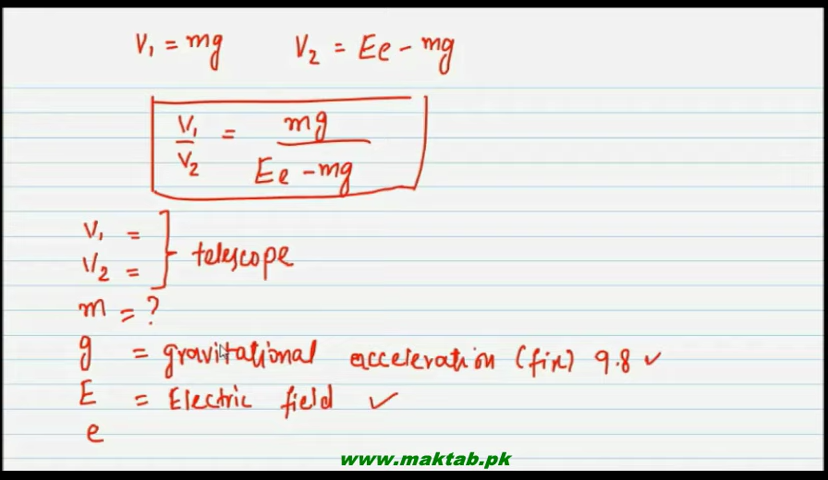 V₁ = mg V₂ = Ee - mg
V₁/V₂ = mg/(Ee - mg)
V₁ =
V₂ = } telescope
m = ?
g = gravitational acceleration (fix) 9.8 ✓
E = Electric field ✓
e
www.maktab.pk